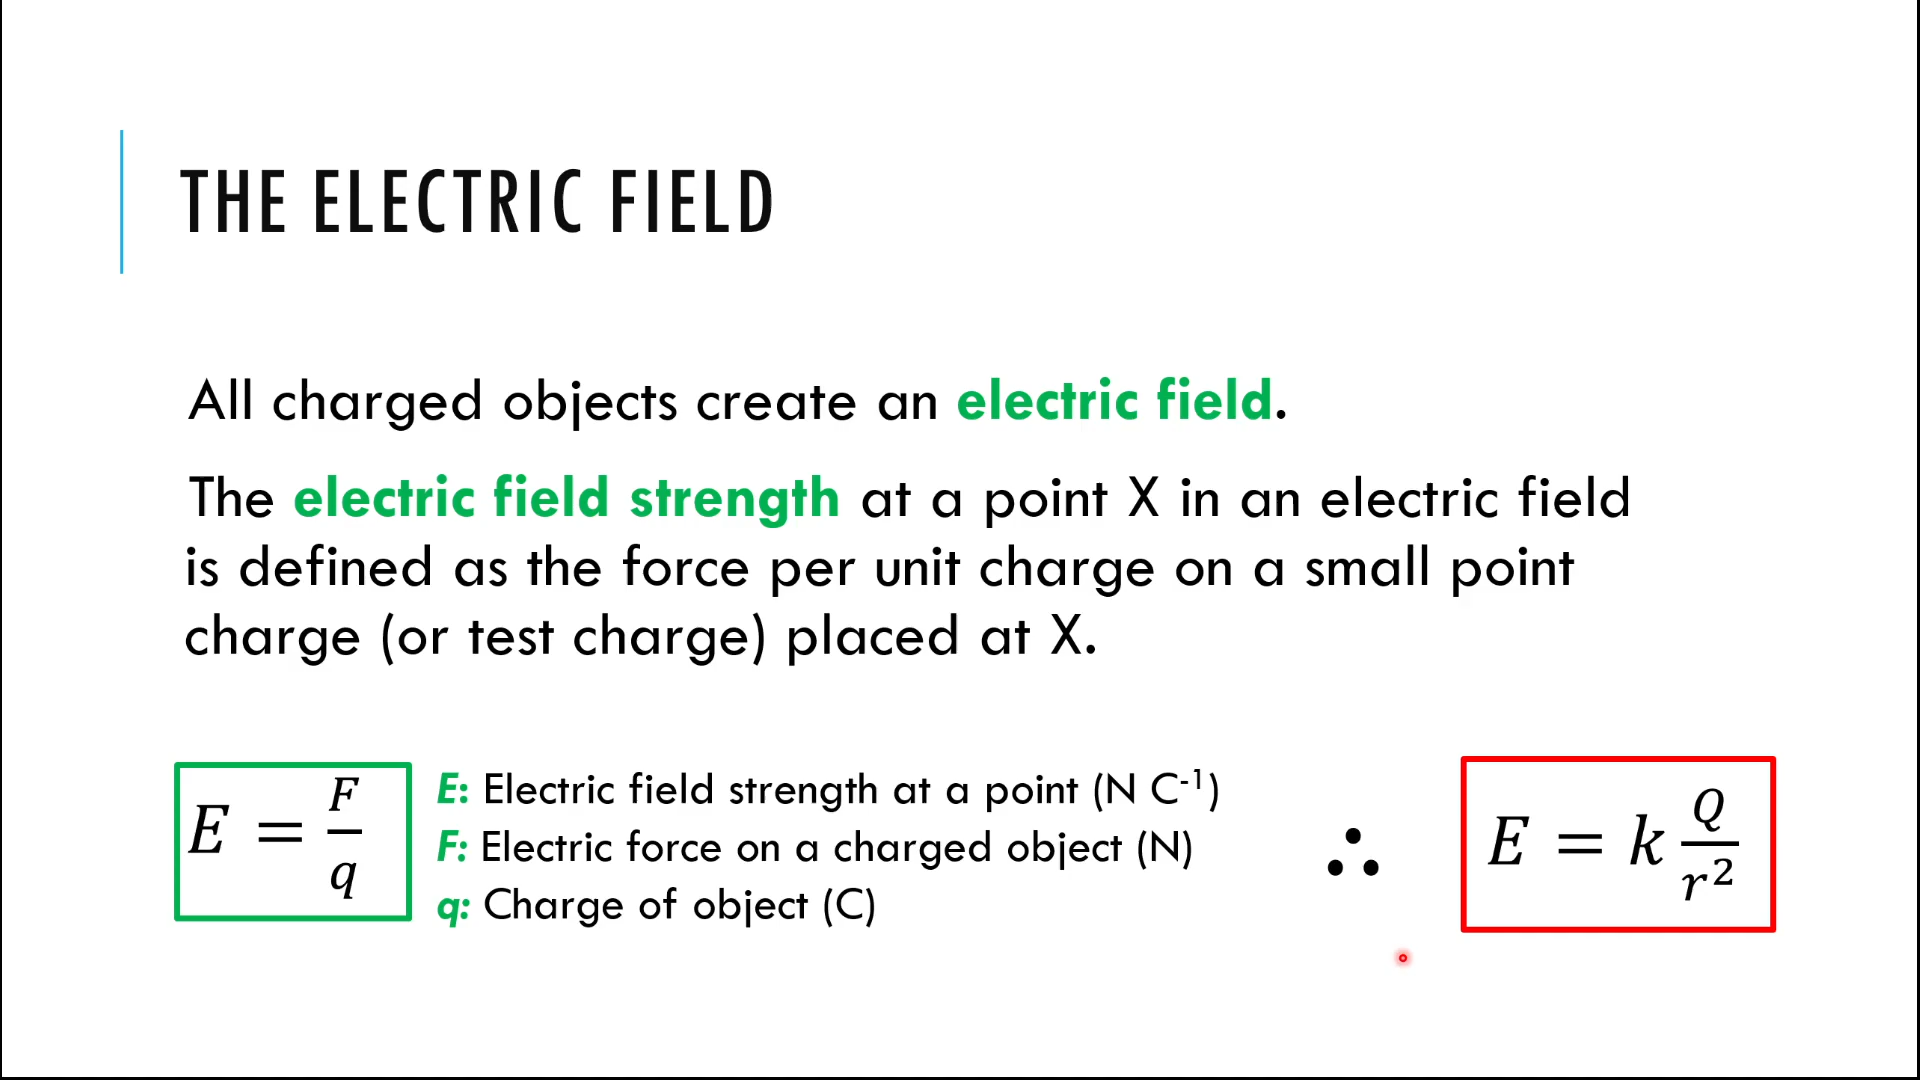 THE ELECTRIC FIELD
All charged objects create an electric field.
The electric field strength at a point X in an electric field
is defined as the force per unit charge on a small point
charge (or test charge) placed at X.
E = F/q
E: Electric field strength at a point (N C⁻¹)
F: Electric force on a charged object (N)
q: Charge of object (C)
∴
E = k Q/r²